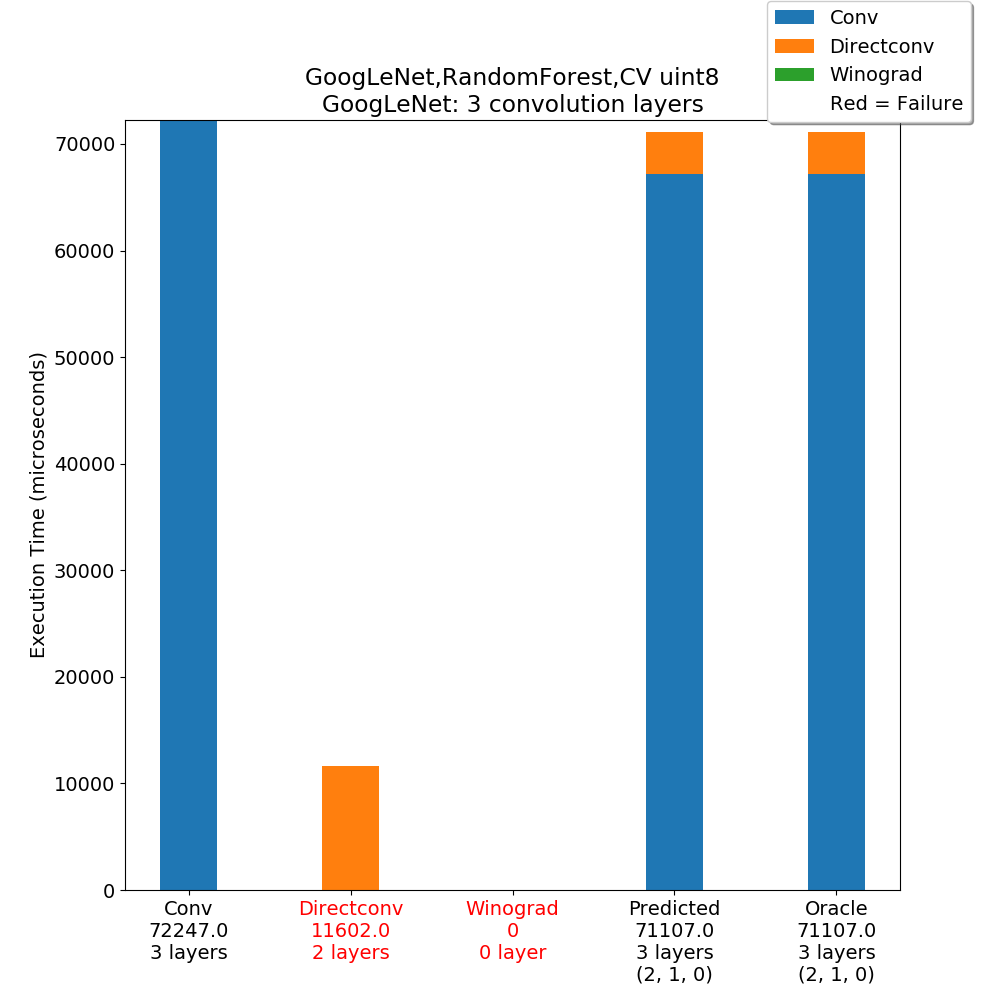 Conv
Directconv
Winograd
Red = Failure
GoogLeNet,RandomForest,CV uint8
GoogLeNet: 3 convolution layers
Execution Time (microseconds)
70000
60000
50000
40000
30000
20000
10000
0
Conv
72247.0
3 layers
Directconv
11602.0
2 layers
Winograd
0
0 layer
Predicted
71107.0
3 layers
(2, 1, 0)
Oracle
71107.0
3 layers
(2, 1, 0)